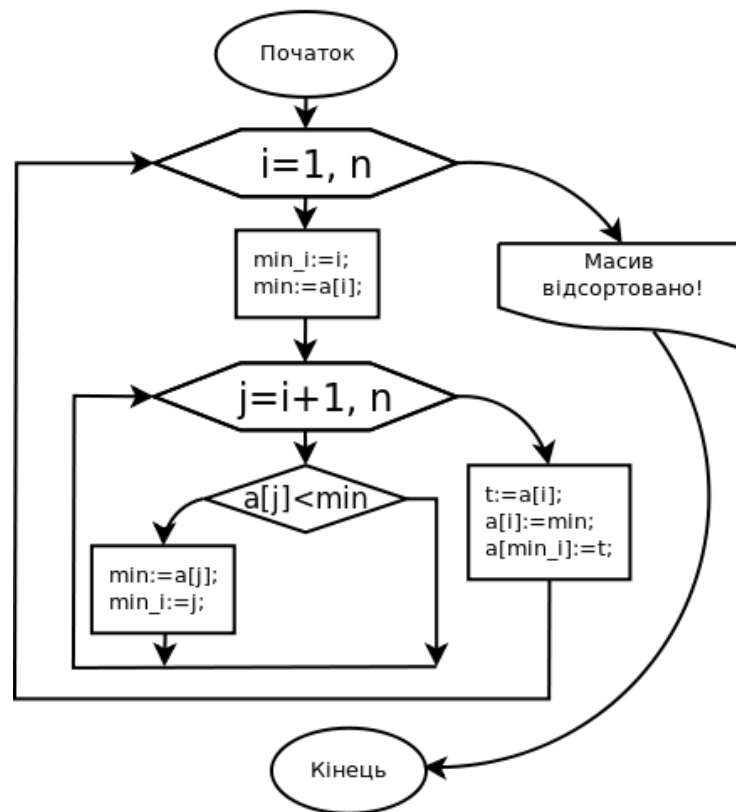 Початок
i=1, n
min_i:=i;
min:=a[i];
Масив
відсортовано!
j=i+1, n
a[j]<min
t:=a[i];
a[i]:=min;
a[min_i]:=t;
min:=a[j];
min_i:=j;
Кінець